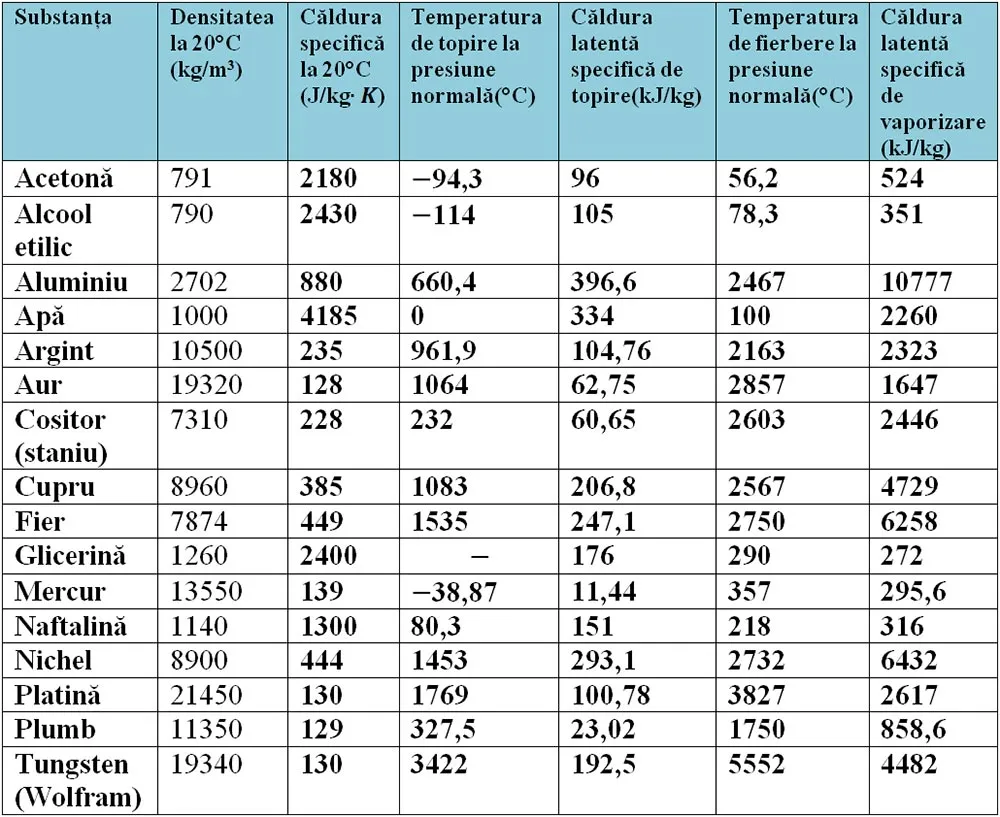 Substanța Densitatea la 20°C (kg/m³) Căldura specifică la 20°C (J/kg· K) Temperatura de topire la presiune normală(°C) Căldura latentă specifică de topire(kJ/kg) Temperatura de fierbere la presiune normală(°C) Căldura latentă specifică de vaporizare (kJ/kg)
Acetonă 791 2180 −94,3 96 56,2 524
Alcool etilic 790 2430 −114 105 78,3 351
Aluminiu 2702 880 660,4 396,6 2467 10777
Apă 1000 4185 0 334 100 2260
Argint 10500 235 961,9 104,76 2163 2323
Aur 19320 128 1064 62,75 2857 1647
Cositor (staniu) 7310 228 232 60,65 2603 2446
Cupru 8960 385 1083 206,8 2567 4729
Fier 7874 449 1535 247,1 2750 6258
Glicerină 1260 2400 − 176 290 272
Mercur 13550 139 −38,87 11,44 357 295,6
Naftalină 1140 1300 80,3 151 218 316
Nichel 8900 444 1453 293,1 2732 6432
Platină 21450 130 1769 100,78 3827 2617
Plumb 11350 129 327,5 23,02 1750 858,6
Tungsten (Wolfram) 19340 130 3422 192,5 5552 4482